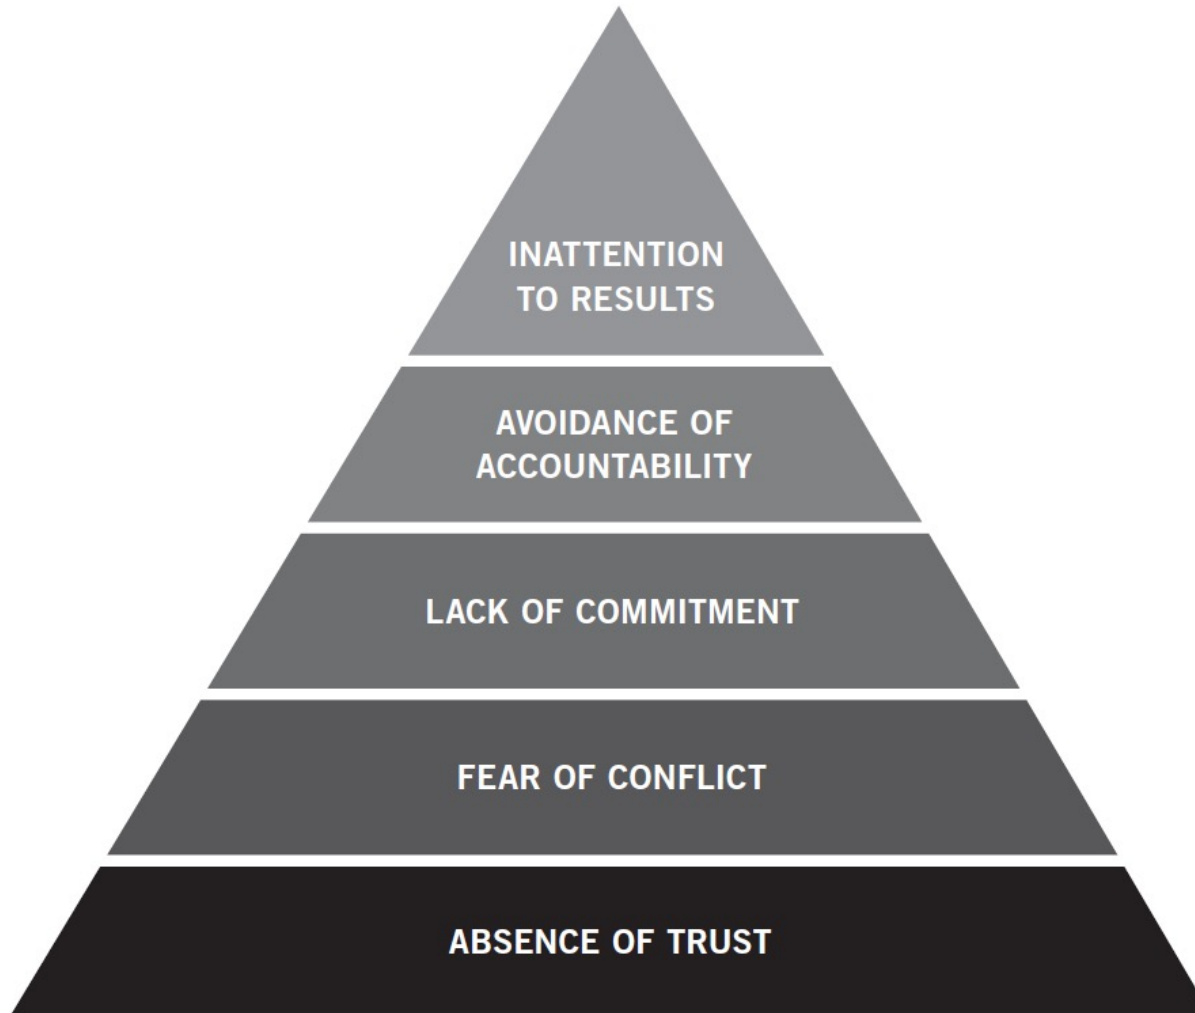 INATTENTION
TO RESULTS
AVOIDANCE OF
ACCOUNTABILITY
LACK OF COMMITMENT
FEAR OF CONFLICT
ABSENCE OF TRUST